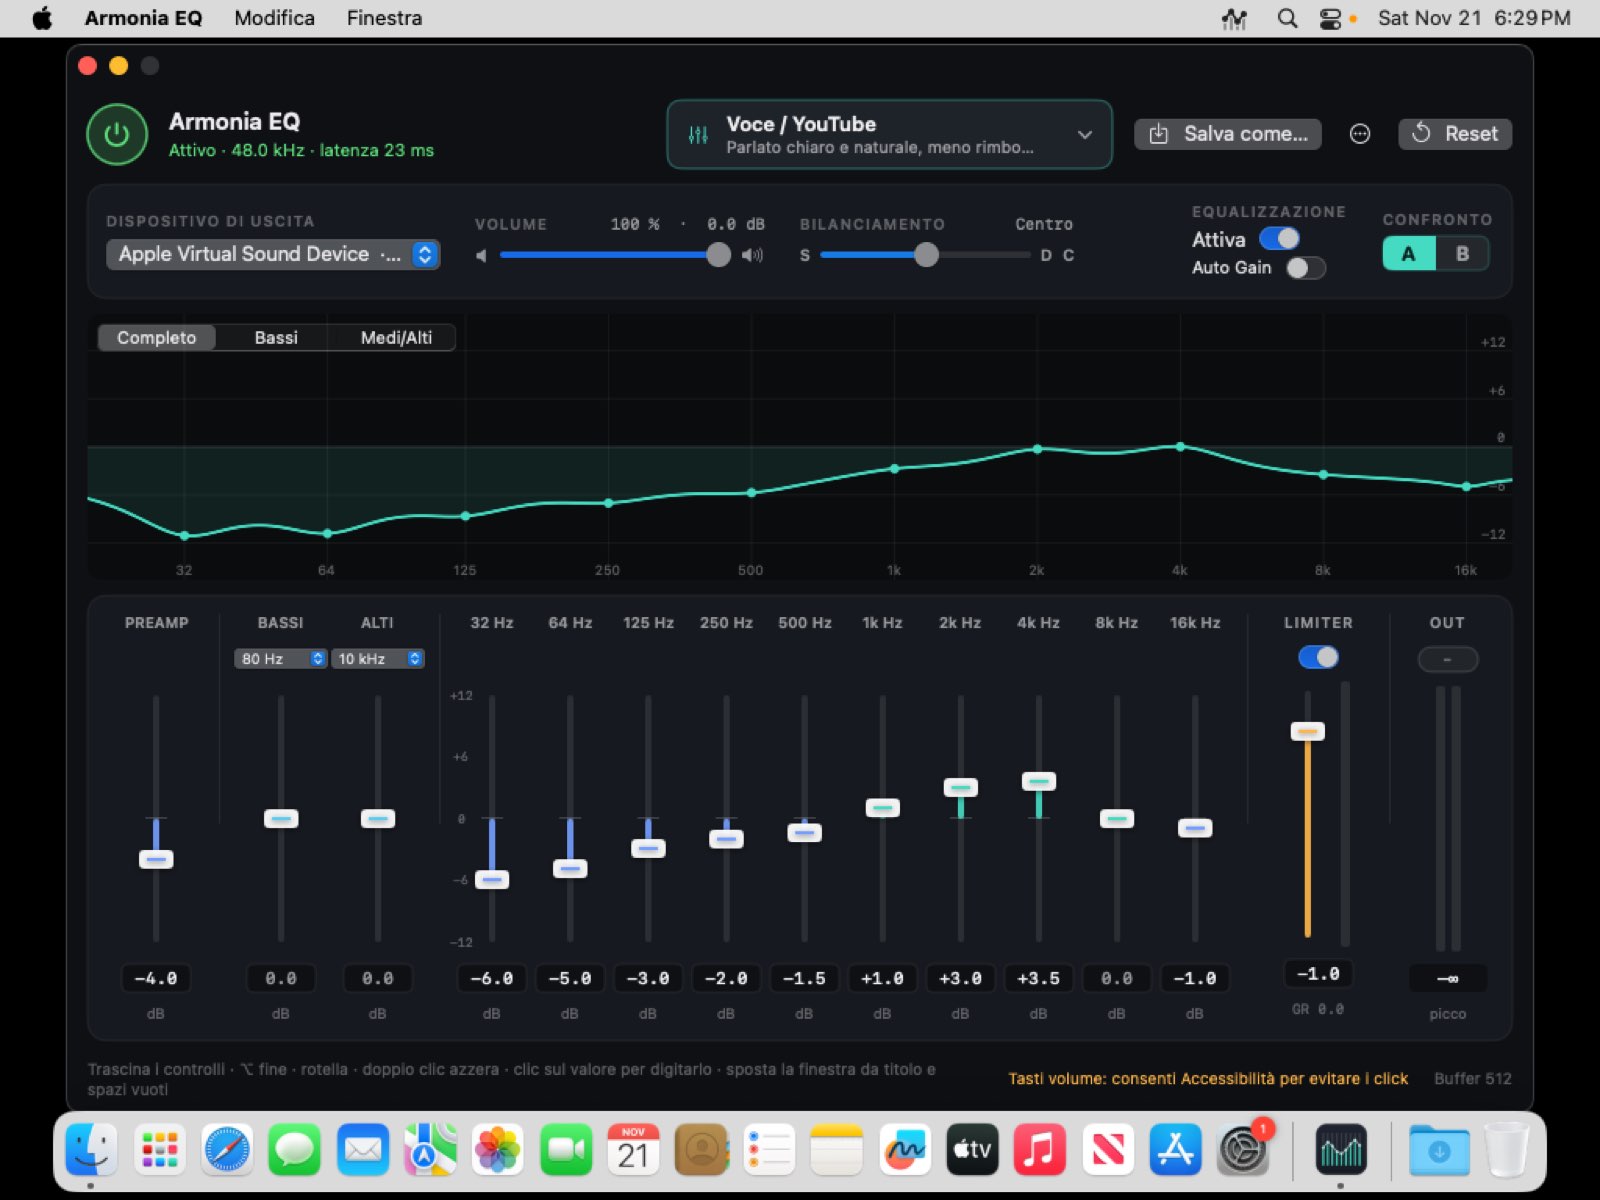 Armonia EQ Modifica Finestra Sat Nov 21 6:29 PM
Armonia EQ
Attivo · 48.0 kHz · latenza 23 ms
Voce / YouTube
Parlato chiaro e naturale, meno rimbo...
Salva come...
Reset
DISPOSITIVO DI USCITA
Apple Virtual Sound Device ·...
VOLUME 100 % · 0.0 dB
BILANCIAMENTO Centro
S D C
EQUALIZZAZIONE
Attiva
Auto Gain
CONFRONTO
A B
Completo Bassi Medi/Alti
+12
+6
0
−6
−12
32 64 125 250 500 1k 2k 4k 8k 16k
PREAMP BASSI ALTI 32 Hz 64 Hz 125 Hz 250 Hz 500 Hz 1k Hz 2k Hz 4k Hz 8k Hz 16k Hz LIMITER OUT
80 Hz 10 kHz -
+12
+6
0
−6
−12
−4.0 0.0 0.0 −6.0 −5.0 −3.0 −2.0 −1.5 +1.0 +3.0 +3.5 0.0 −1.0 −1.0 −∞
dB dB dB dB dB dB dB dB dB dB dB dB dB GR 0.0 picco
Trascina i controlli · ⌥ fine · rotella · doppio clic azzera · clic sul valore per digitarlo · sposta la finestra da titolo e
spazi vuoti
Tasti volume: consenti Accessibilità per evitare i click Buffer 512
NOV
21
tv
1